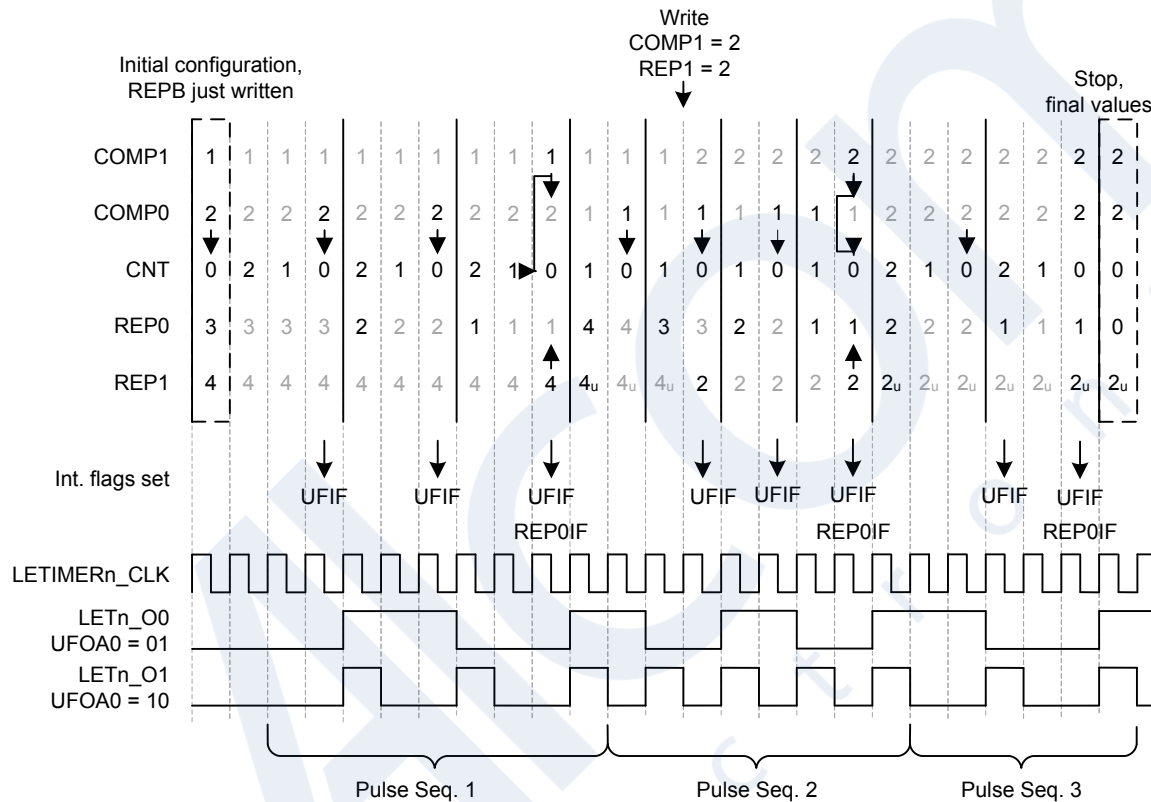 Write
COMP1 = 2
REP1 = 2
Initial configuration,
REPB just written
Stop,
final values
COMP1 1 1 1 1 1 1 1 1 1 1 1 1 1 2 2 2 2 2 2 2 2 2 2 2 2
COMP0 2 2 2 2 2 2 2 2 2 2 1 1 1 1 1 1 1 1 2 2 2 2 2 2 2
CNT 0 2 1 0 2 1 0 2 1 0 1 0 1 0 1 0 1 0 2 1 0 2 1 0 0
REP0 3 3 3 3 2 2 2 1 1 1 4 4 3 3 2 2 1 1 2 2 2 1 1 1 0
REP1 4 4 4 4 4 4 4 4 4 4 4u 4u 4u 2 2 2 2 2 2u 2u 2u 2u 2u 2u 2u
Int. flags set
UFIF UFIF UFIF UFIF UFIF UFIF UFIF UFIF
REP0IF REP0IF REP0IF
LETIMERn_CLK
LETn_O0
UFOA0 = 01
LETn_O1
UFOA0 = 10
Pulse Seq. 1 Pulse Seq. 2 Pulse Seq. 3
Alcom
c t r o n